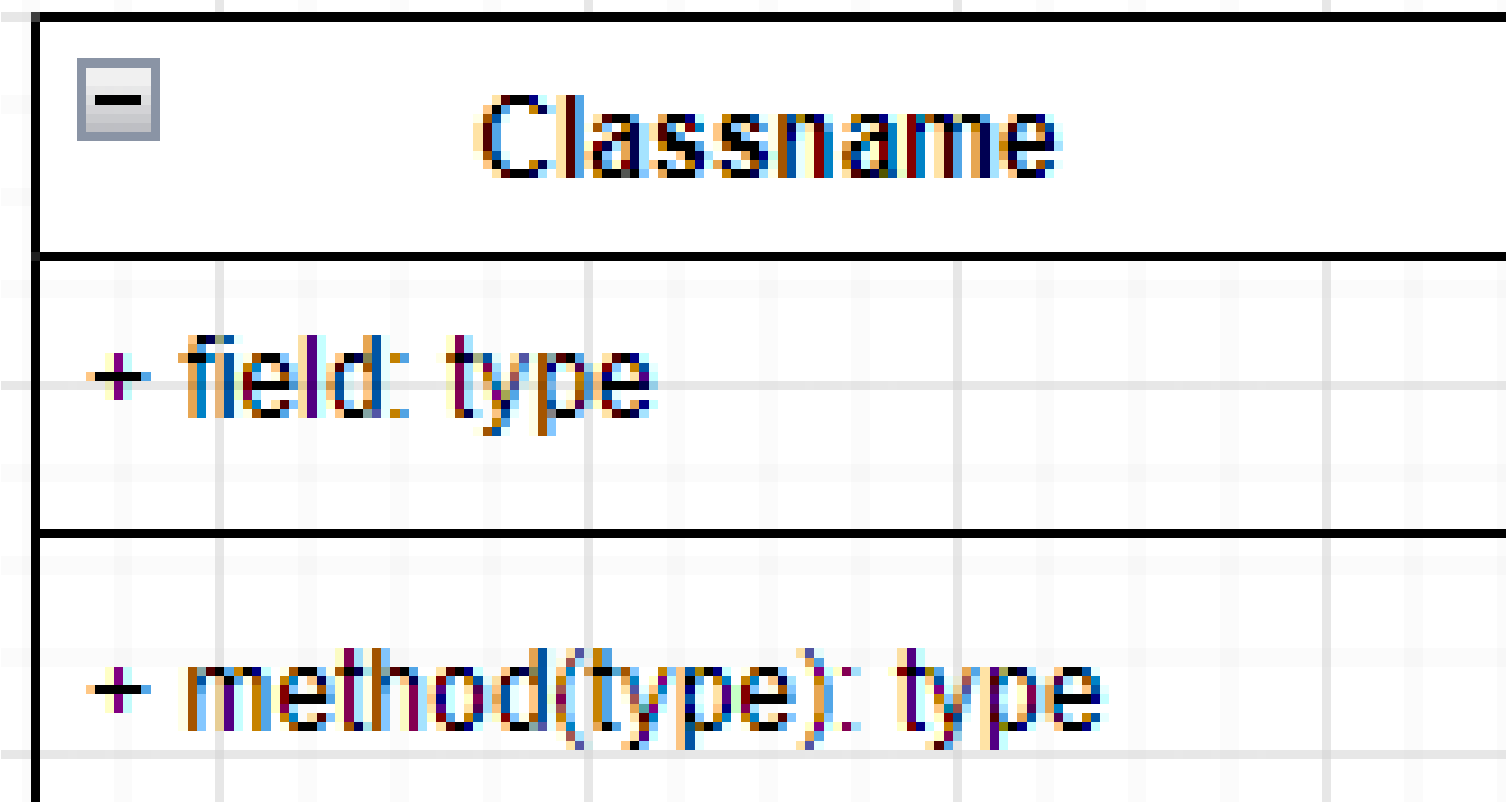 Classname
+ field: type
+ method(type): type